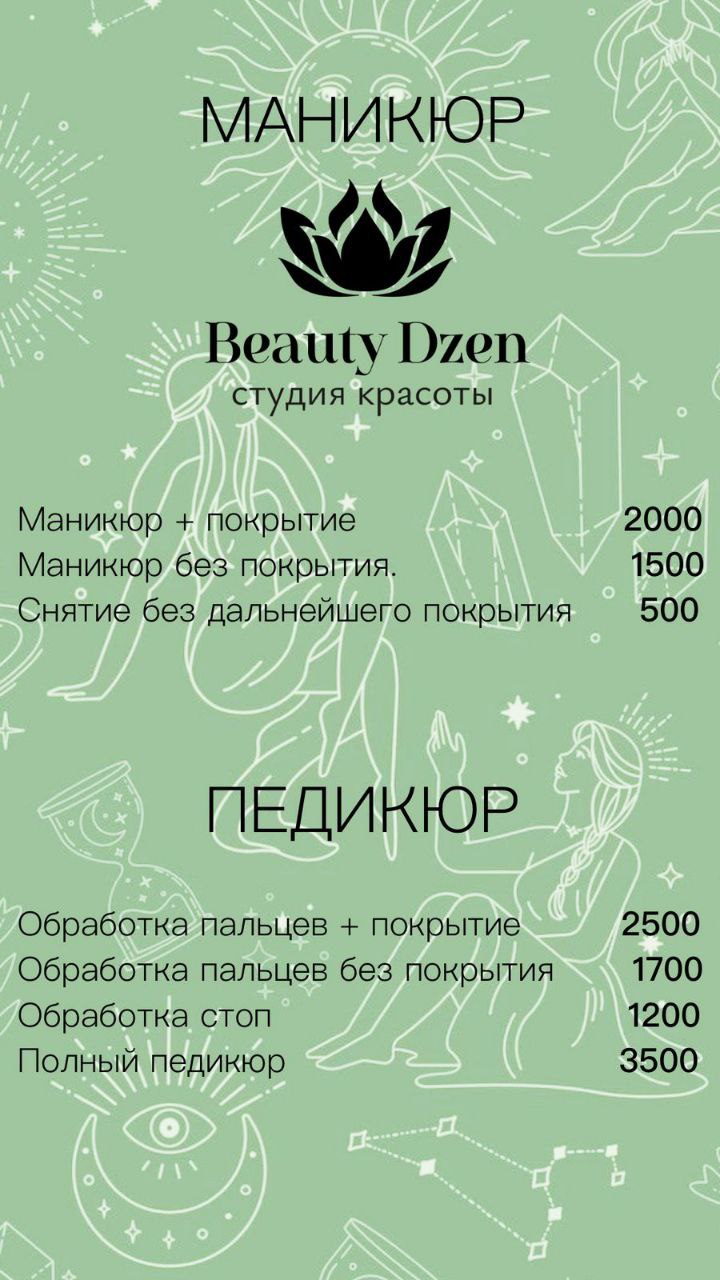 МАНИКЮР
Beauty Dzen
студия красоты
Маникюр + покрытие 2000
Маникюр без покрытия. 1500
Снятие без дальнейшего покрытия 500
ПЕДИКЮР
Обработка пальцев + покрытие 2500
Обработка пальцев без покрытия 1700
Обработка стоп 1200
Полный педикюр 3500